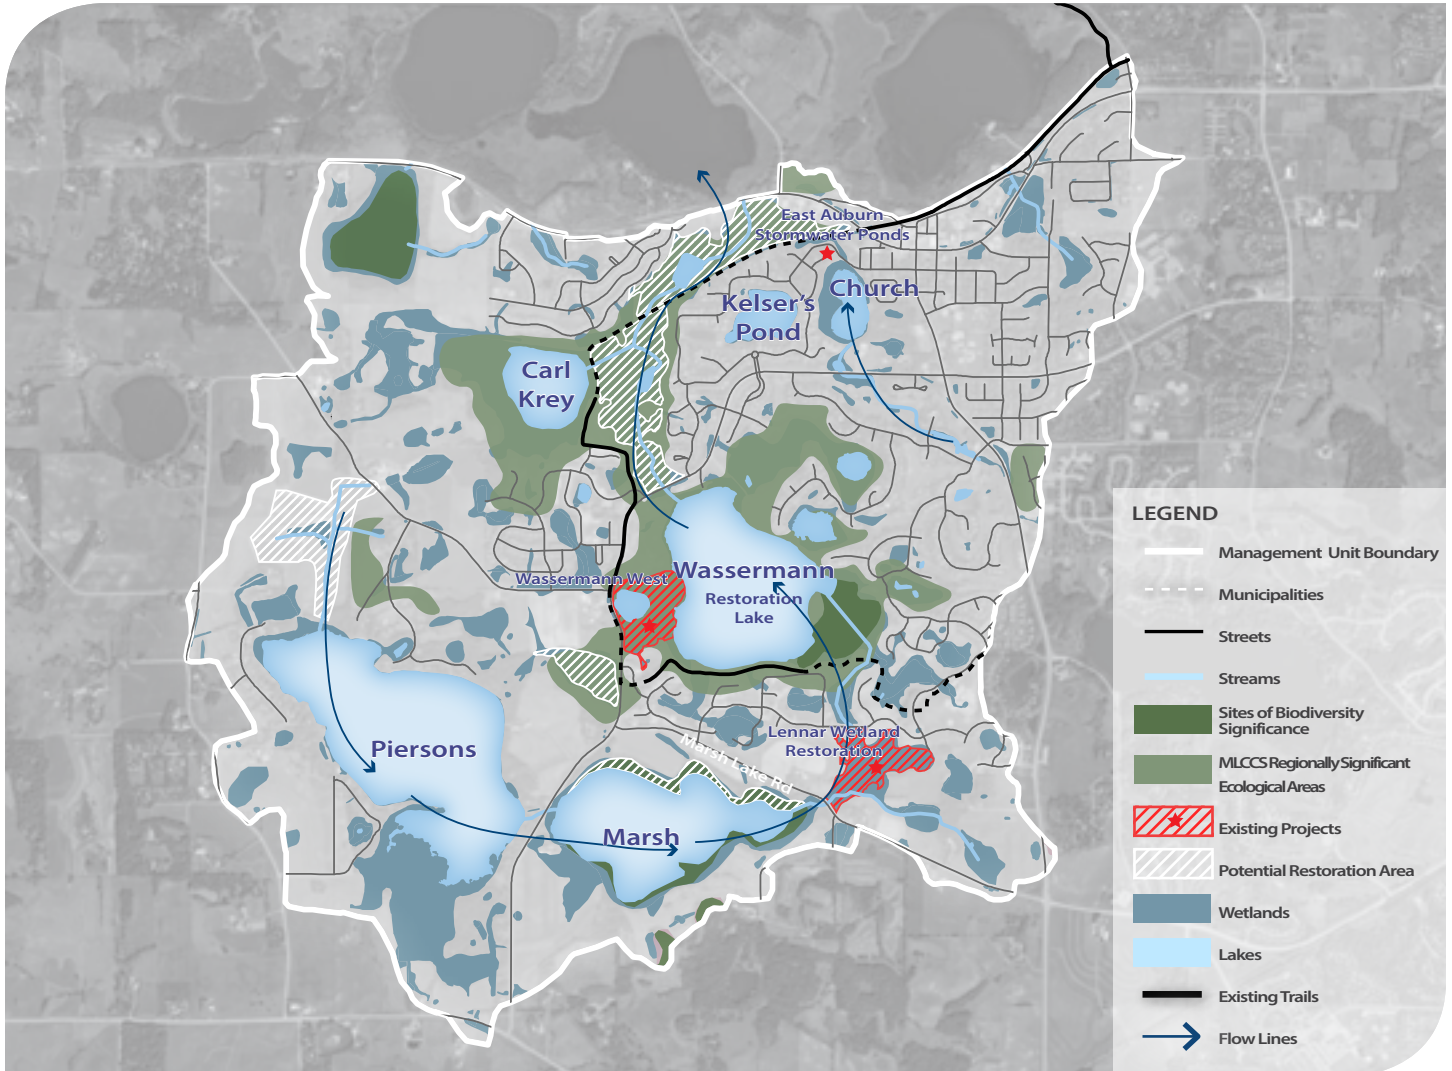 East Auburn
Stormwater Ponds
Church
Kelser's
Pond
Carl
Krey
Wassermann West
Wassermann
Restoration
Lake
Piersons
Lennar Wetland
Restoration
Marsh Lake Rd
Marsh
LEGEND
Management Unit Boundary
Municipalities
Streets
Streams
Sites of Biodiversity
Significance
MLCCS Regionally Significant
Ecological Areas
Existing Projects
Potential Restoration Area
Wetlands
Lakes
Existing Trails
Flow Lines